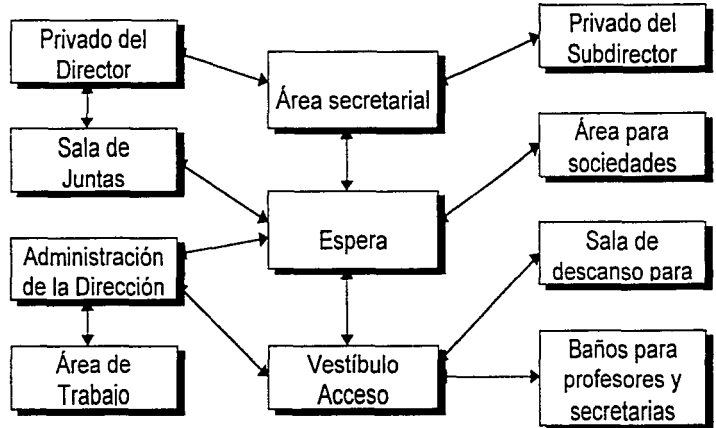 Privado del
Director
Área secretarial
Privado del
Subdirector
Sala de
Juntas
Área para
sociedades
Espera
Administración
de la Dirección
Sala de
descanso para
Área de
Trabajo
Vestíbulo
Acceso
Baños para
profesores y
secretarias